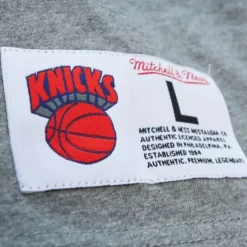 KNICKS
Mitchell & Ness
L
MITCHELL & NESS NOSTALGIA CO.
AUTHENTIC LICENSED APPAREL
DESIGNED IN PHILADELPHIA, PA
ESTABLISHED 1904
AUTHENTIC, PREMIUM, LEGENDARY